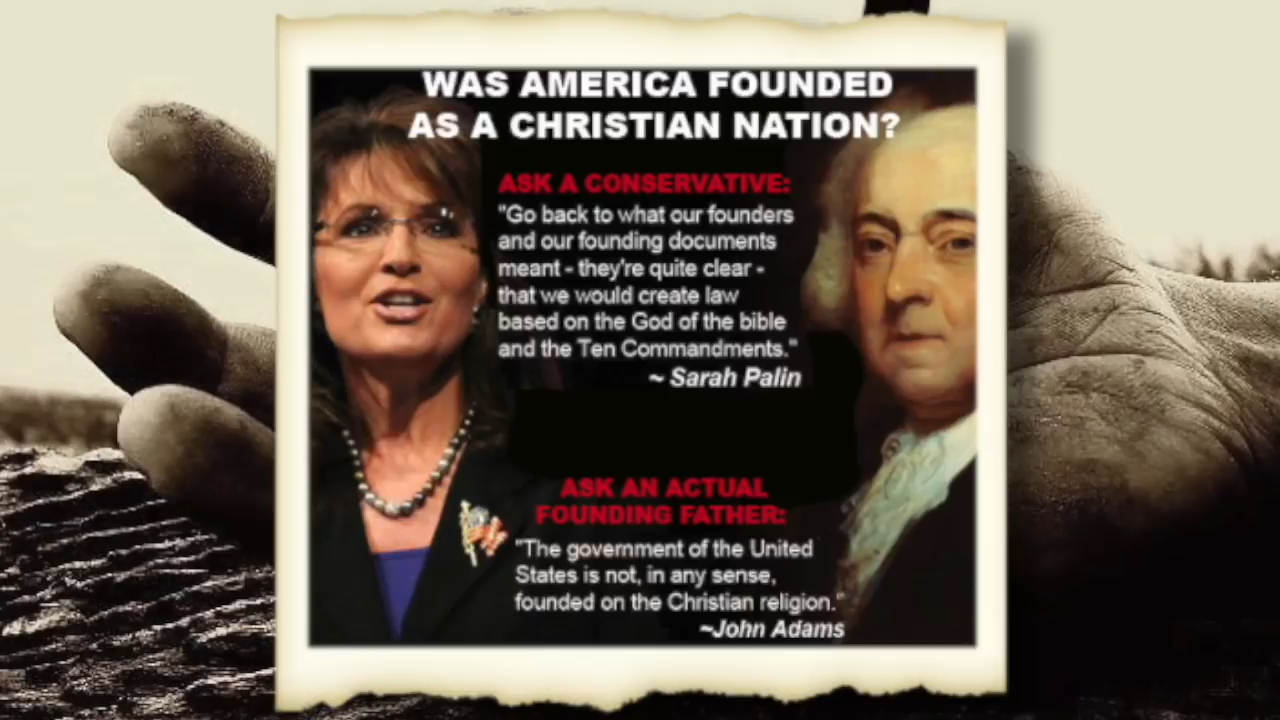 WAS AMERICA FOUNDED
AS A CHRISTIAN NATION?
ASK A CONSERVATIVE:
"Go back to what our founders
and our founding documents
meant - they're quite clear -
that we would create law
based on the God of the bible
and the Ten Commandments."
~ Sarah Palin
ASK AN ACTUAL
FOUNDING FATHER:
"The government of the United
States is not, in any sense,
founded on the Christian religion."
~John Adams